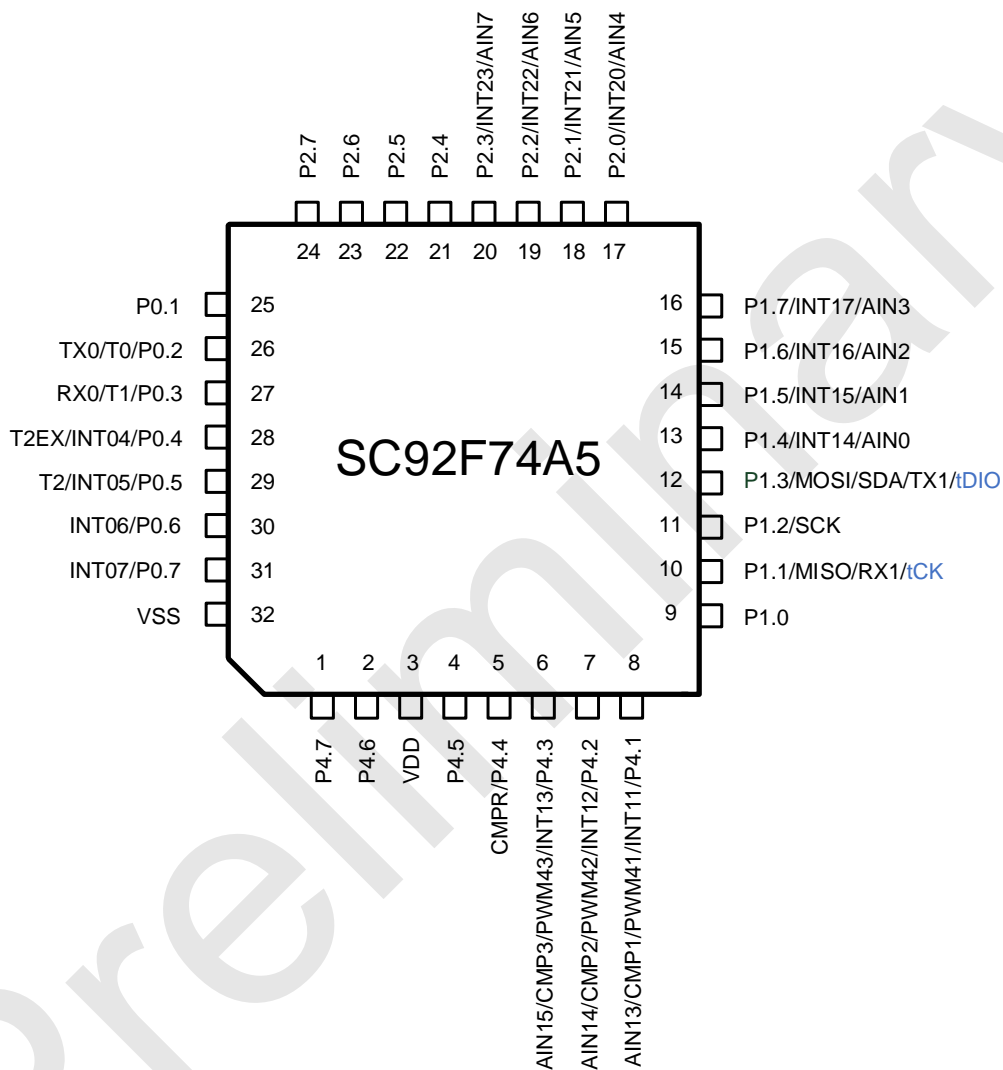 P2.7
P2.6
P2.5
P2.4
P2.3/INT23/AIN7
P2.2/INT22/AIN6
P2.1/INT21/AIN5
P2.0/INT20/AIN4
24 23 22 21 20 19 18 17
P0.1 25
TX0/T0/P0.2 26
RX0/T1/P0.3 27
T2EX/INT04/P0.4 28
T2/INT05/P0.5 29
INT06/P0.6 30
INT07/P0.7 31
VSS 32
SC92F74A5
16 P1.7/INT17/AIN3
15 P1.6/INT16/AIN2
14 P1.5/INT15/AIN1
13 P1.4/INT14/AIN0
12 P1.3/MOSI/SDA/TX1/tDIO
11 P1.2/SCK
10 P1.1/MISO/RX1/tCK
9 P1.0
1 2 3 4 5 6 7 8
P4.7
P4.6
VDD
P4.5
CMPR/P4.4
AIN15/CMP3/PWM43/INT13/P4.3
AIN14/CMP2/PWM42/INT12/P4.2
AIN13/CMP1/PWM41/INT11/P4.1
Preliminary